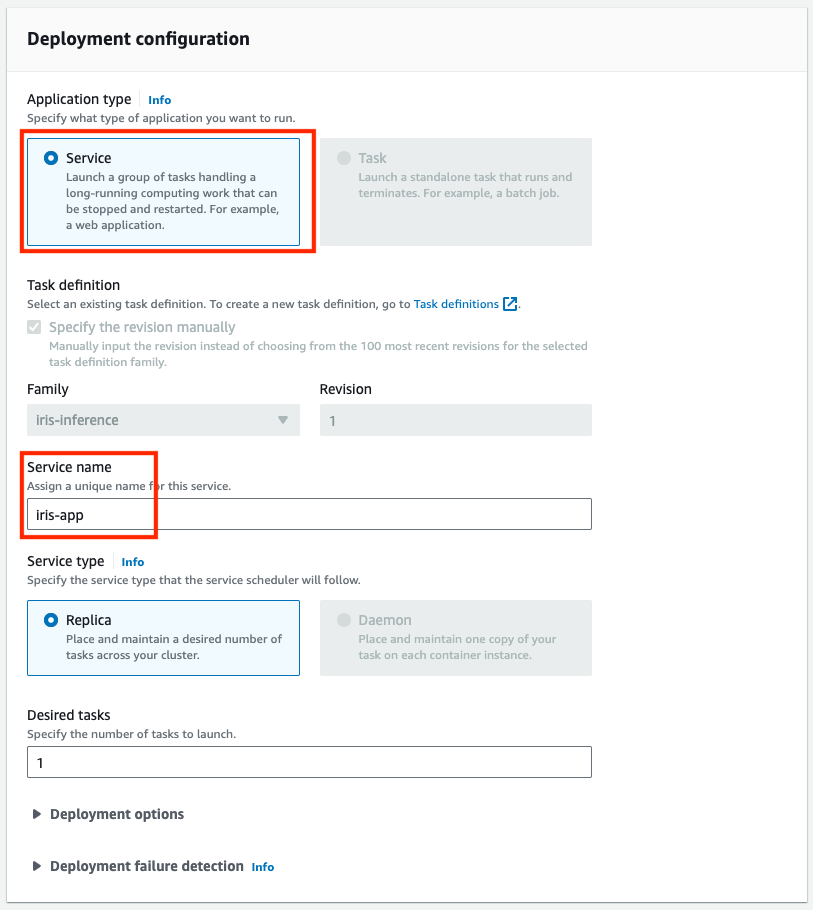 Deployment configuration
Application type Info
Specify what type of application you want to run.
Service
Launch a group of tasks handling a
long-running computing work that can
be stopped and restarted. For example,
a web application.
Task
Launch a standalone task that runs and
terminates. For example, a batch job.
Task definition
Select an existing task definition. To create a new task definition, go to Task definitions.
Specify the revision manually
Manually input the revision instead of choosing from the 100 most recent revisions for the selected
task definition family.
Family
iris-inference
Revision
1
Service name
Assign a unique name for this service.
iris-app
Service type Info
Specify the service type that the service scheduler will follow.
Replica
Place and maintain a desired number of
tasks across your cluster.
Daemon
Place and maintain one copy of your
task on each container instance.
Desired tasks
Specify the number of tasks to launch.
1
Deployment options
Deployment failure detection Info